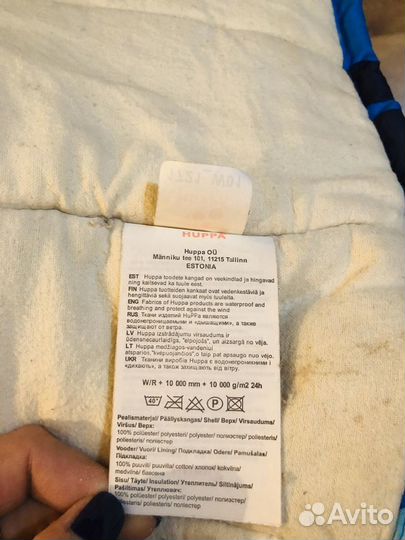 HUPPA
Huppa OÜ
Männiku tee 101, 11215 Tallinn
ESTONIA
EST Huppa toodete kangad on veekindlad ja hingavad
ning kaitsevad ka tuule eest.
FIN Huppa tuotteiden kankaat ovat vedenkestäviä ja
hengittäviä sekä suojaavat myös tuulelta.
ENG Fabrics of Huppa products are waterproof and
breathing and protect against the wind
RUS Ткани изделий HuPPa являются
водонепроницаемыми и «дышащими», а также
защищают от ветра.
LV Huppa izstrādājumu virsaudums ir
ūdensnecaurlaidīgs, "elpojošs", un aizsargā no vēja.
LT Huppa medžiagos-vandeniui
atsparios, "kvėpuojančios", o taip pat apsaugo nuo vėjo.
UKR Тканина виробів Huppa є водонепроникними і
«дихають», а також захищають від вітру.
W/R + 10 000 mm + 10 000 g/m2 24h
40° P
Pealismaterjal/ Päällyskangas/ Shell/ Верх/ Virsaudums/
Viršus/ Верх:
100% polüester/ polyesteri/ polyester/ полиэстер/
poliesteris/ poliesteris/ поліестер
Vooder/ Vuori/ Lining/ Подкладка/ Odere/ Pamušalas/
Підкладка:
100% puuvill/ puuvilla/ cotton/ хлопок/ kokvilna/
medvilnė/ бавовна
Sisu/ Täyte/ Insulation/ Утеплитель/ Siltinājums/
Pašiltinimas/ Утеплювач:
100% polüester/ polyesteri/ polyester/ полиэстер/
poliesteris/ poliesteris/ поліестер
Avito